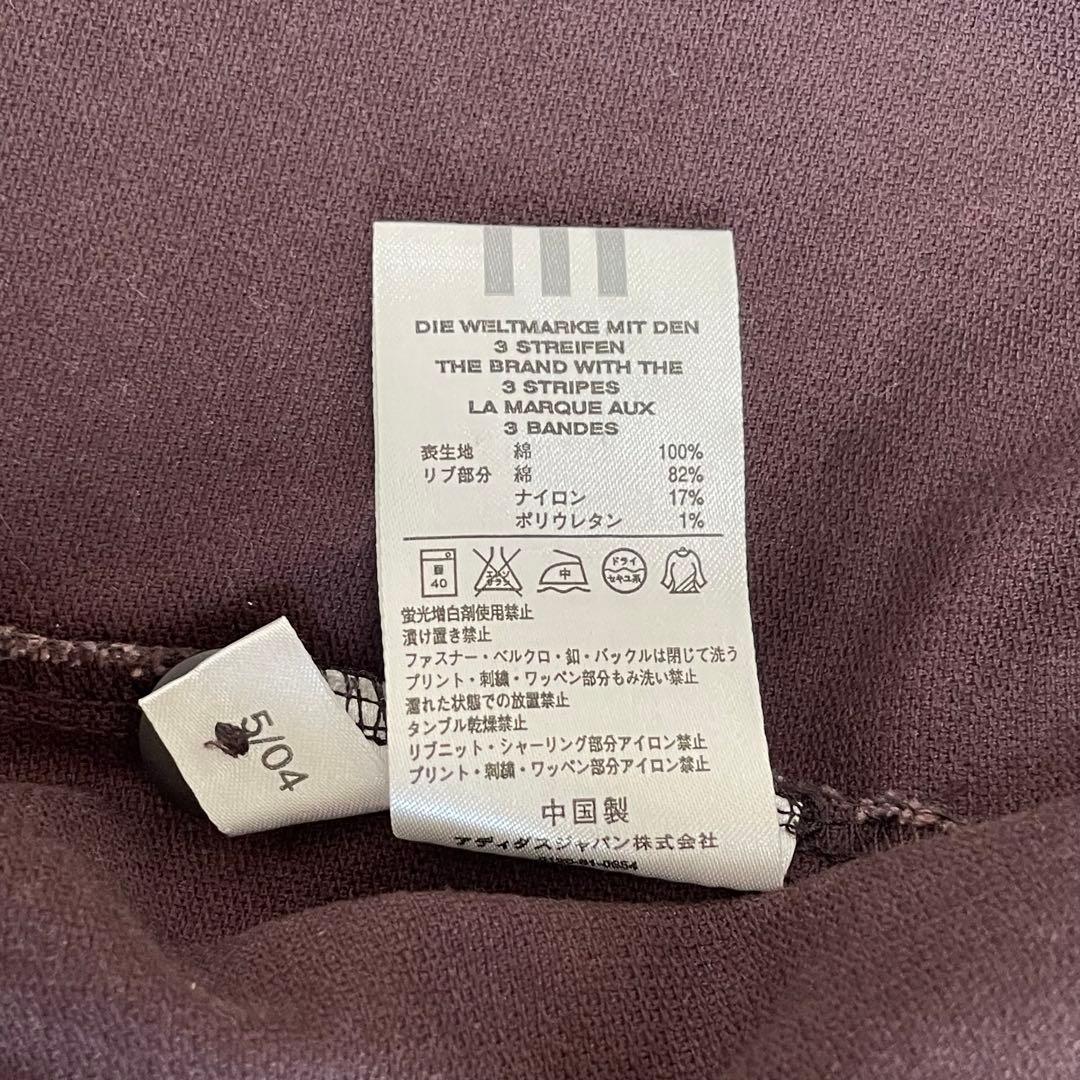 DIE WELTMARKE MIT DEN
3 STREIFEN
THE BRAND WITH THE
3 STRIPES
LA MARQUE AUX
3 BANDES
表生地 綿 100%
リブ部分 綿 82%
ナイロン 17%
ポリウレタン 1%
40 エンソ サラシ 中 ドライ セキユ系
蛍光増白剤使用禁止
漬け置き禁止
ファスナー・ベルクロ・釦・バックルは閉じて洗う
プリント・刺繍・ワッペン部分もみ洗い禁止
濡れた状態での放置禁止
タンブル乾燥禁止
リブニット・シャーリング部分アイロン禁止
プリント・刺繍・ワッペン部分アイロン禁止
中国製
アディダスジャパン株式会社
5/04